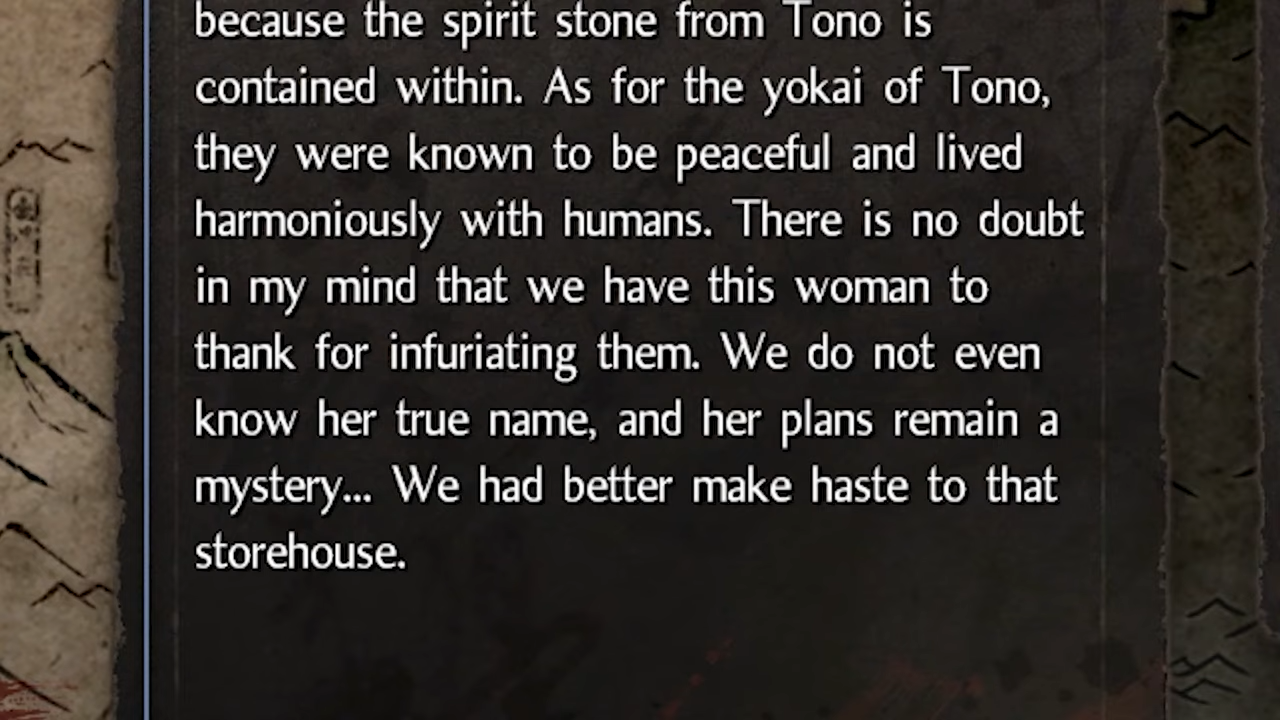 because the spirit stone from Tono is
contained within. As for the yokai of Tono,
they were known to be peaceful and lived
harmoniously with humans. There is no doubt
in my mind that we have this woman to
thank for infuriating them. We do not even
know her true name, and her plans remain a
mystery... We had better make haste to that
storehouse.